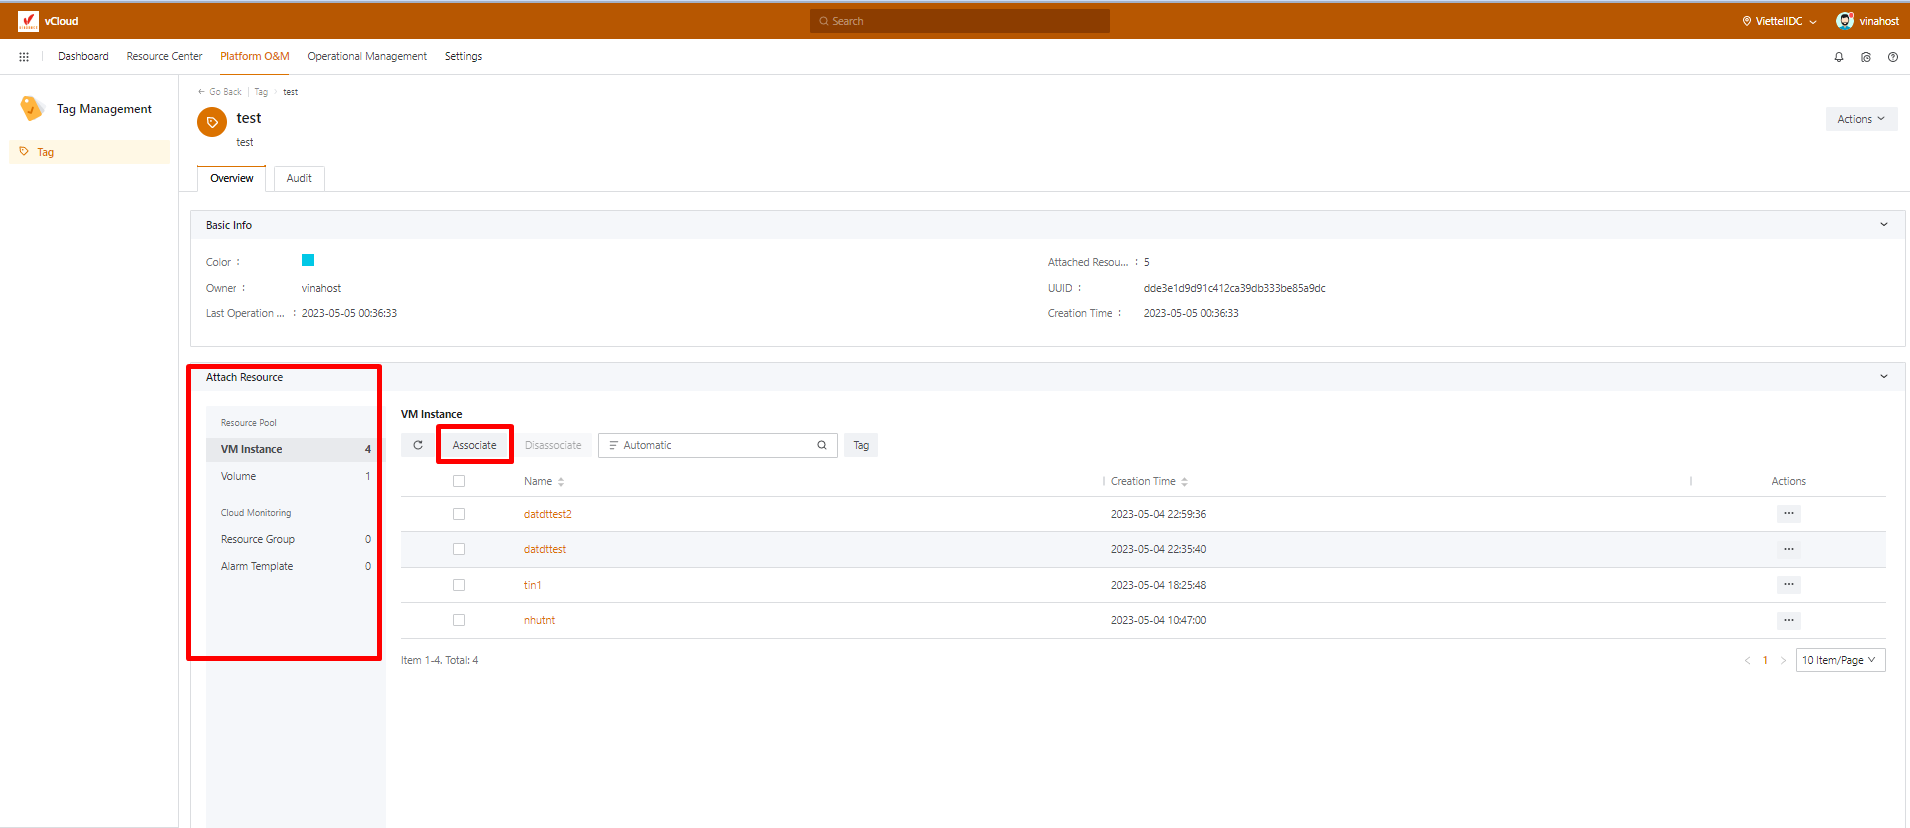 vCloud
Search
ViettelIDC
vinahost
Dashboard Resource Center Platform O&M Operational Management Settings
Tag Management
Tag
Go Back Tag test
test
test
Actions
Overview Audit
Basic Info
Color :
Attached Resou... : 5
Owner : vinahost
UUID : dde3e1d9d91c412ca39db333be85a9dc
Last Operation ... : 2023-05-05 00:36:33
Creation Time : 2023-05-05 00:36:33
Attach Resource
Resource Pool
VM Instance 4
Volume 1
Cloud Monitoring
Resource Group 0
Alarm Template 0
VM Instance
Associate Disassociate Automatic Tag
Name Creation Time Actions
datdttest2 2023-05-04 22:59:36 ...
datdttest 2023-05-04 22:35:40 ...
tin1 2023-05-04 18:25:48 ...
nhutnt 2023-05-04 10:47:00 ...
Item 1-4. Total: 4
< 1 > 10 Item/Page